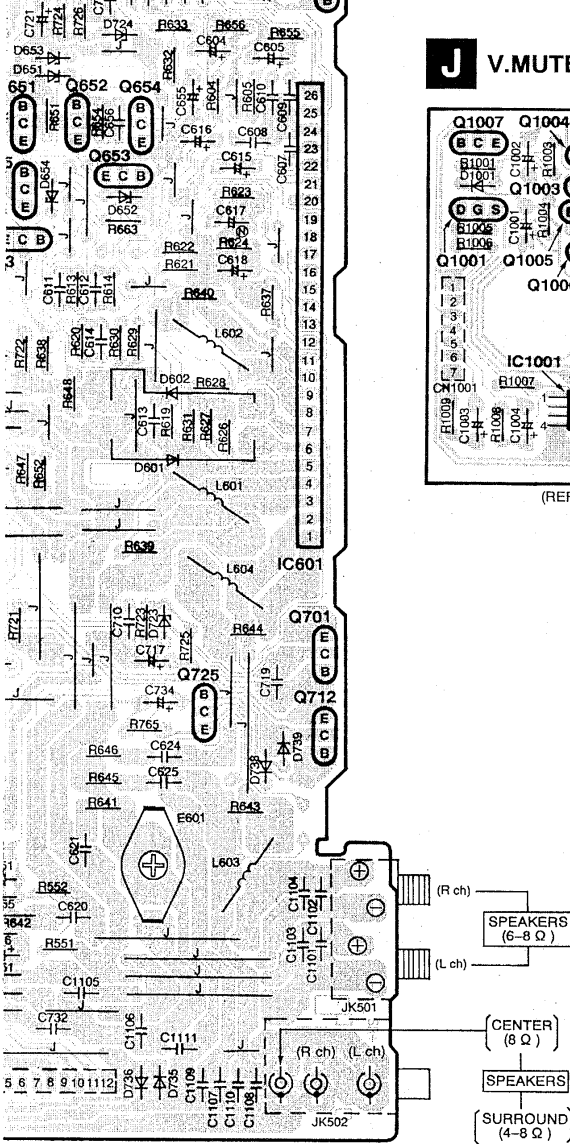 C721
R724
R726
D724
R633
R656
R655
C604
C605
D653
D651
R632
651 Q652 Q654
R651
R654
C656
C655
R604
R605
C610
C609
26
25
24
23
22
21
20
19
18
17
16
15
14
13
12
11
10
9
8
7
6
5
4
3
2
1
B C E
B C E
B C E
C616
C608
C607
Q653
E C B
C615
D654
B C E
D652
R663
R623
C617
R624
C B
3
R622
R621
C618
J
C611
R613
C612
R614
R640
R637
R722
R638
R620
C614
R630
R629
L602
R648
D602
R628
C613
R619
R631
R627
R626
R647
R652
D601
L601
J
J
R639
IC601
L604
R721
C710
R723
D723
R725
R644
Q701
E C B
C717
C719
Q725
B C E
C734
R765
Q712
E C B
R646
C624
D738
D739
R645
C625
R641
E601
R643
C621
L603
R552
C620
R642
R551
C1104
C1102
C1103
C1101
(R ch)
SPEAKERS
(6–8 Ω)
(L ch)
JK501
J
J
J
J
C1105
C732
C1106
C1111
J
(R ch) (L ch)
CENTER
(8 Ω)
5 6 7 8 9 10 11 12
D736
D735
C1109
C1107
C1110
C1108
JK502
SPEAKERS
SURROUND
(4–8 Ω)
J V.MUTE
Q1007 Q1004
B C E
R1001
D1001
C1002
R1003
Q1003
D G S
R1005
R1006
C1001
R1004
Q1001 Q1005
1
2
3
4
5
6
7
CN1001
IC1001
R1007
1
4
R1009
C1003
R1008
C1004